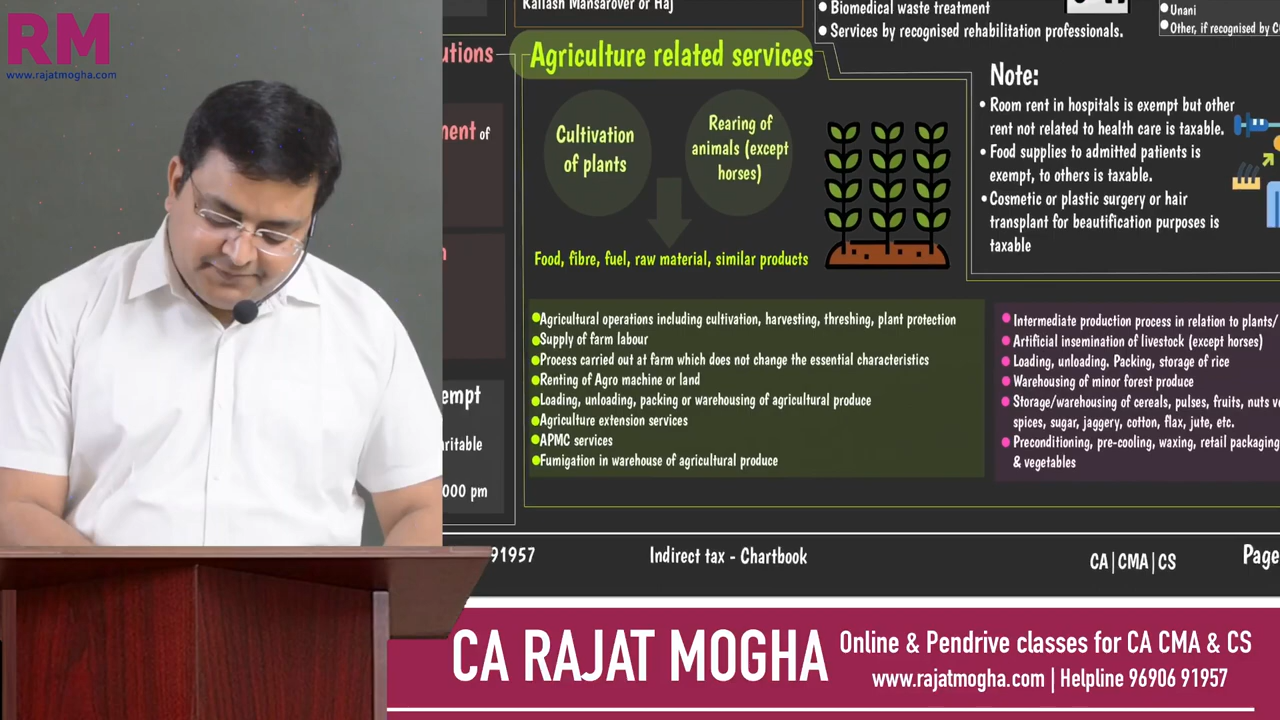 RM
www.rajatmogha.com
Kailash Mansarover or Haj
Biomedical waste treatment
Services by recognised rehabilitation professionals.
Unani
Other, if recognised by
utions
ment of
empt
aritable
000 pm
Agriculture related services
Cultivation
of plants
Rearing of
animals (except
horses)
Food, fibre, fuel, raw material, similar products
Note:
Room rent in hospitals is exempt but other
rent not related to health care is taxable.
Food supplies to admitted patients is
exempt, to others is taxable.
Cosmetic or plastic surgery or hair
transplant for beautification purposes is
taxable
Agricultural operations including cultivation, harvesting, threshing, plant protection
Supply of farm labour
Process carried out at farm which does not change the essential characteristics
Renting of Agro machine or land
Loading, unloading, packing or warehousing of agricultural produce
Agriculture extension services
APMC services
Fumigation in warehouse of agricultural produce
Intermediate production process in relation to plants/
Artificial insemination of livestock (except horses)
Loading, unloading. Packing, storage of rice
Warehousing of minor forest produce
Storage/warehousing of cereals, pulses, fruits, nuts
spices, sugar, jaggery, cotton, flax, jute, etc.
Preconditioning, pre-cooling, waxing, retail packaging
& vegetables
91957
Indirect tax - Chartbook
CA|CMA|CS
Page
CA RAJAT MOGHA
Online & Pendrive classes for CA CMA & CS
www.rajatmogha.com | Helpline 96906 91957